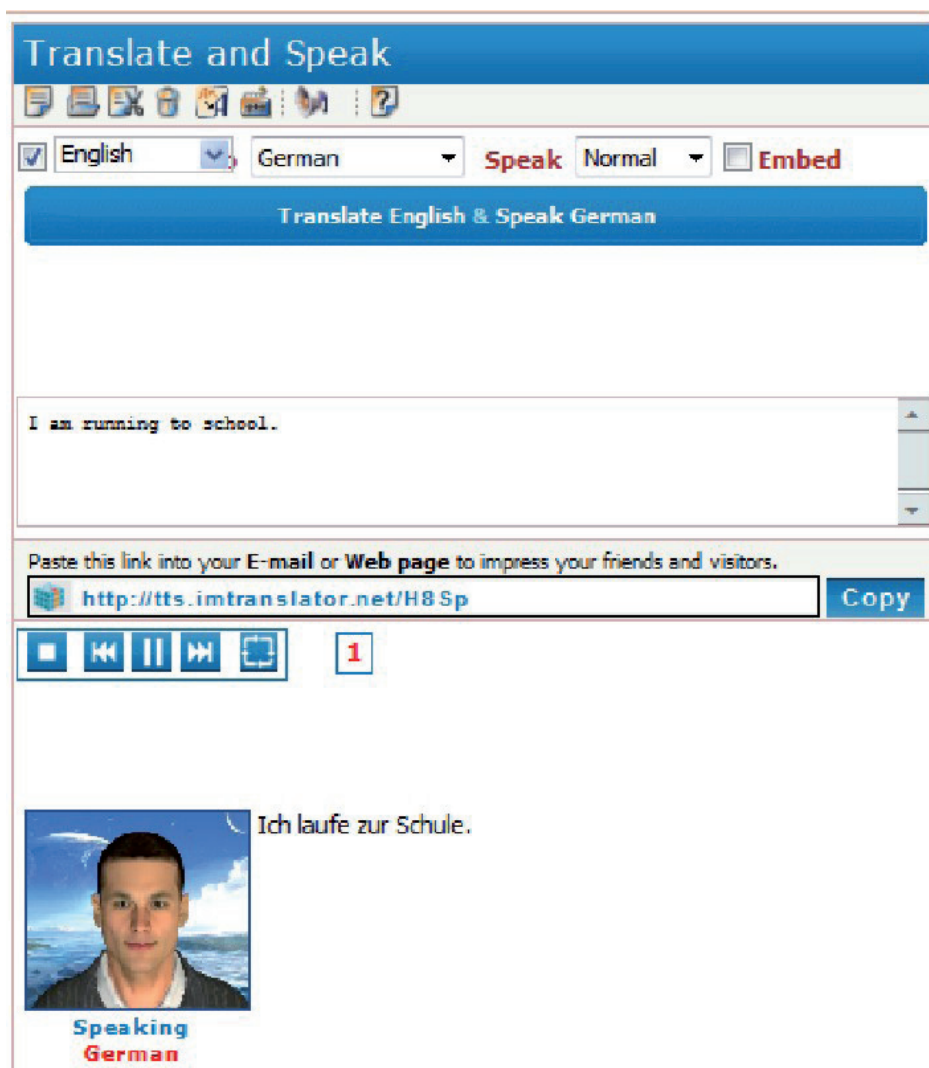 Translate and Speak
English German Speak Normal Embed
Translate English & Speak German
I am running to school.
Paste this link into your E-mail or Web page to impress your friends and visitors.
http://tts.imtranslator.net/H8Sp Copy
1
Ich laufe zur Schule.
Speaking
German